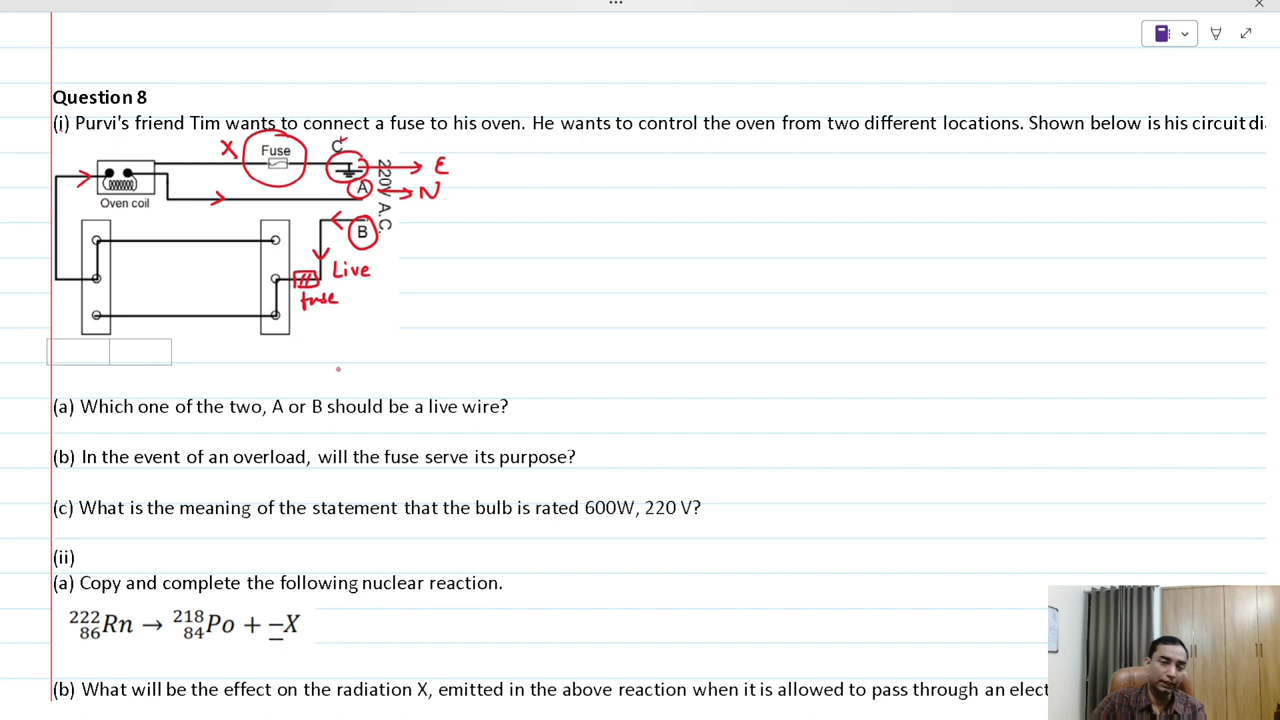 Question 8
(i) Purvi's friend Tim wants to connect a fuse to his oven. He wants to control the oven from two different locations. Shown below is his circuit di
X
Fuse
C
E
A
N
220V A.C.
Oven coil
B
Live
fuse
(a) Which one of the two, A or B should be a live wire?
(b) In the event of an overload, will the fuse serve its purpose?
(c) What is the meaning of the statement that the bulb is rated 600W, 220 V?
(ii)
(a) Copy and complete the following nuclear reaction.
²²²₈₆Rn → ²¹⁸₈₄Po + _ _X
(b) What will be the effect on the radiation X, emitted in the above reaction when it is allowed to pass through an elect